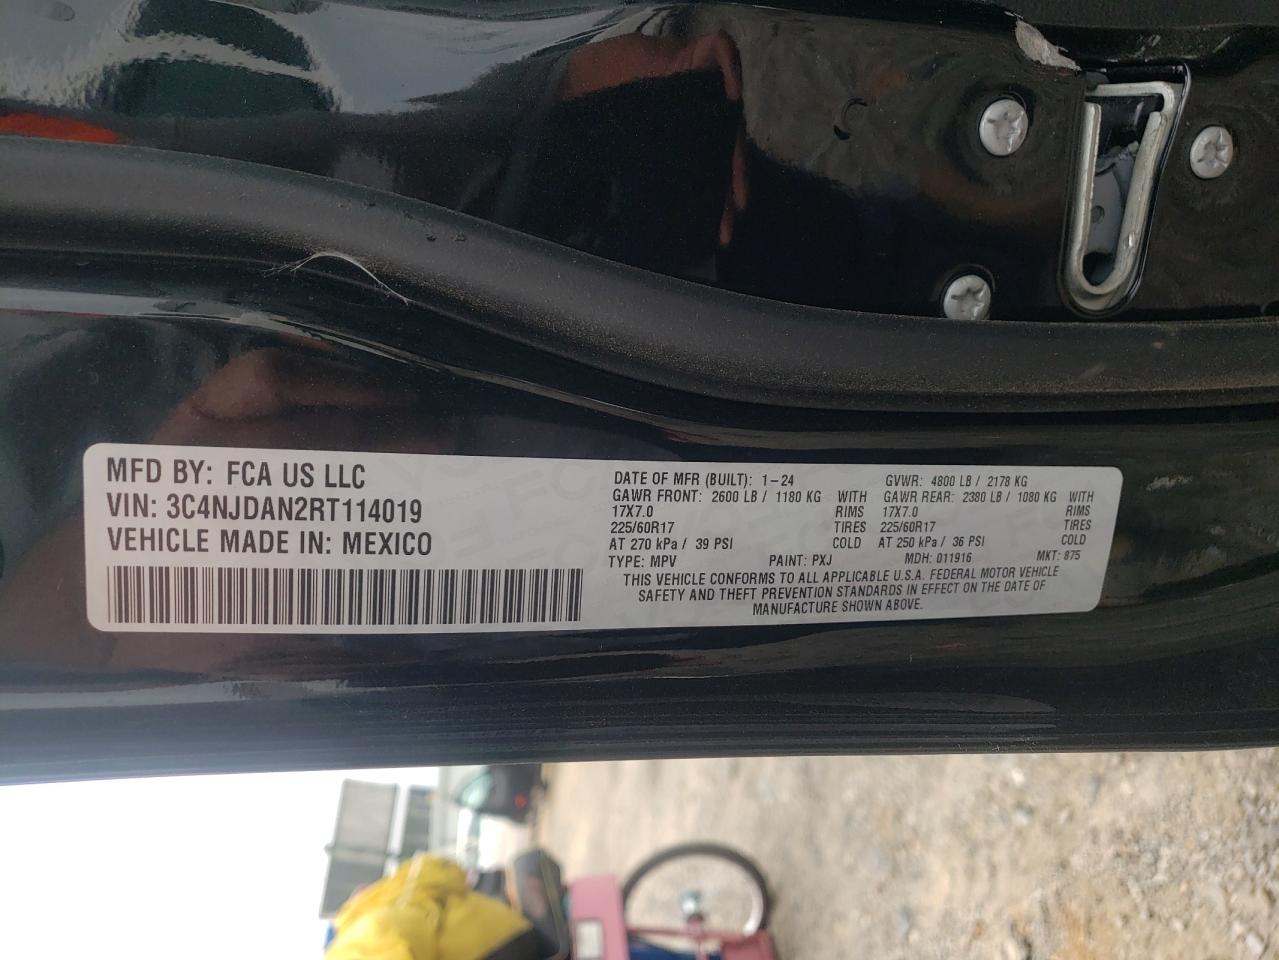 MFD BY: FCA US LLC
VIN: 3C4NJDAN2RT114019
VEHICLE MADE IN: MEXICO
DATE OF MFR (BUILT): 1-24 GVWR: 4800 LB / 2178 KG
GAWR FRONT: 2600 LB / 1180 KG WITH GAWR REAR: 2380 LB / 1080 KG WITH
17X7.0 RIMS 17X7.0 RIMS
225/60R17 TIRES 225/60R17 TIRES
AT 270 kPa / 39 PSI COLD AT 250 kPa / 36 PSI COLD
TYPE: MPV PAINT: PXJ MDH: 011916 MKT: 875
THIS VEHICLE CONFORMS TO ALL APPLICABLE U.S.A. FEDERAL MOTOR VEHICLE
SAFETY AND THEFT PREVENTION STANDARDS IN EFFECT ON THE DATE OF
MANUFACTURE SHOWN ABOVE.